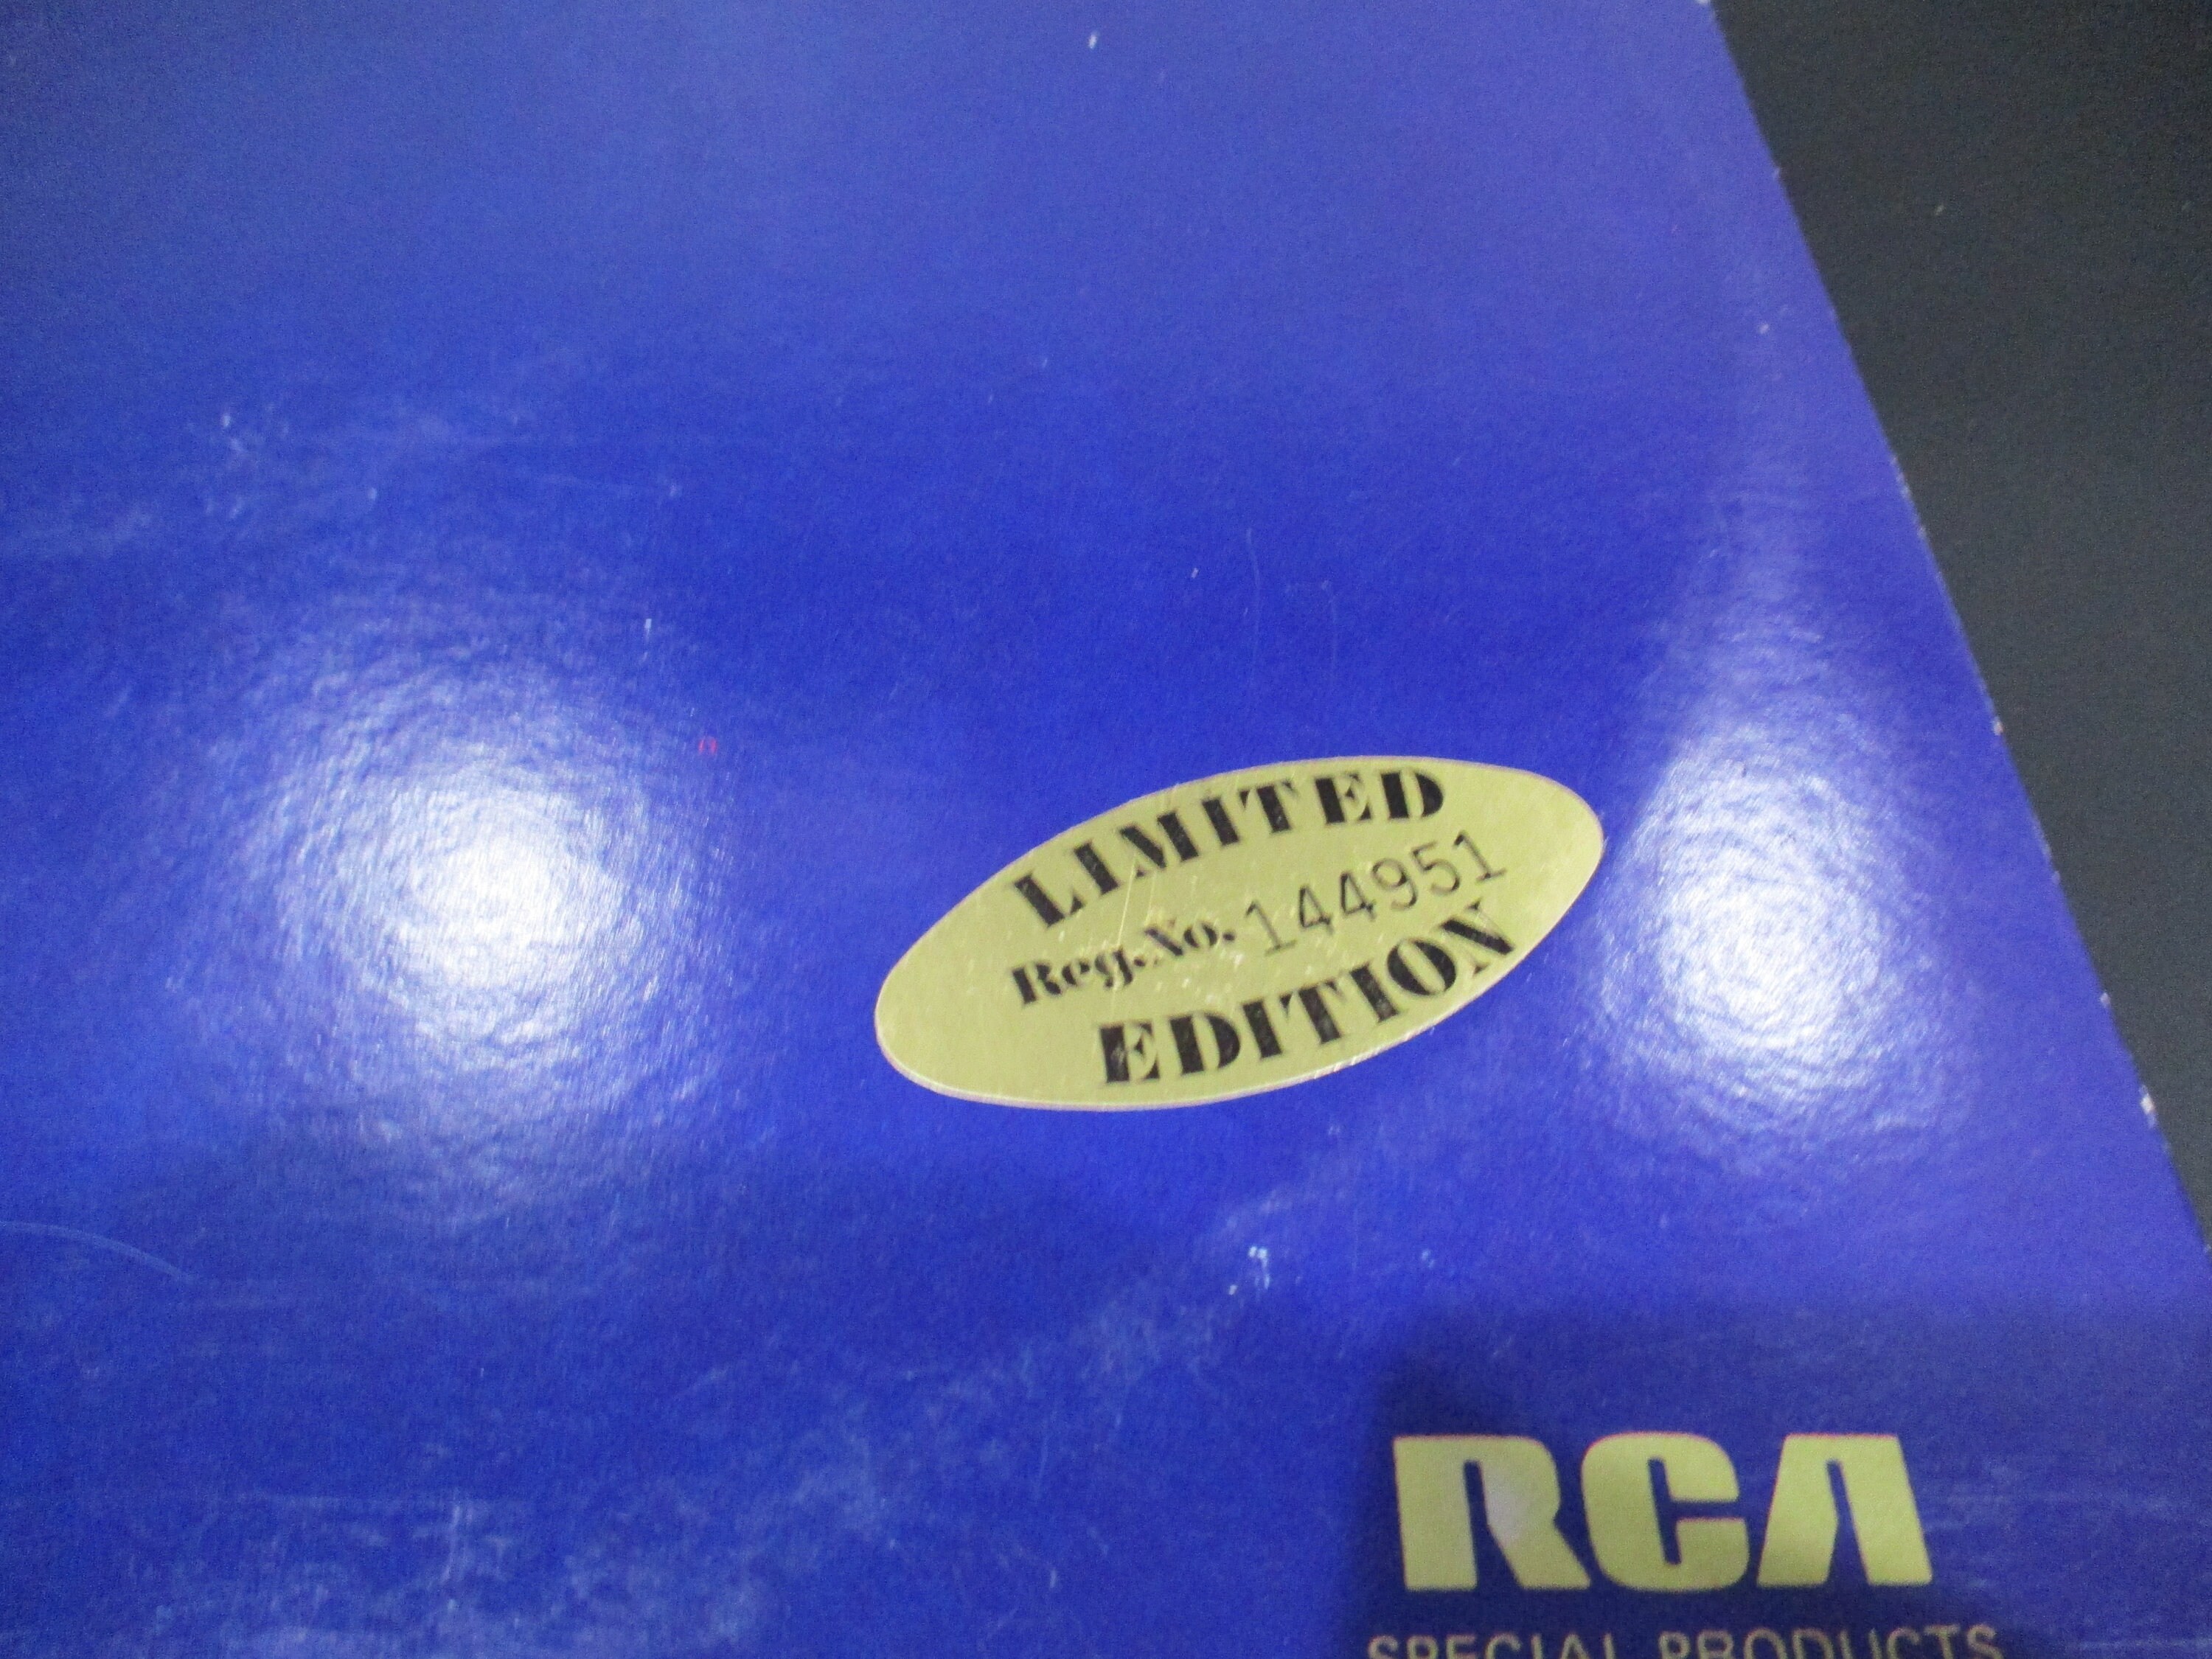 LIMITED
Reg.No. 144951
EDITION
RCA
SPECIAL PRODUCTS